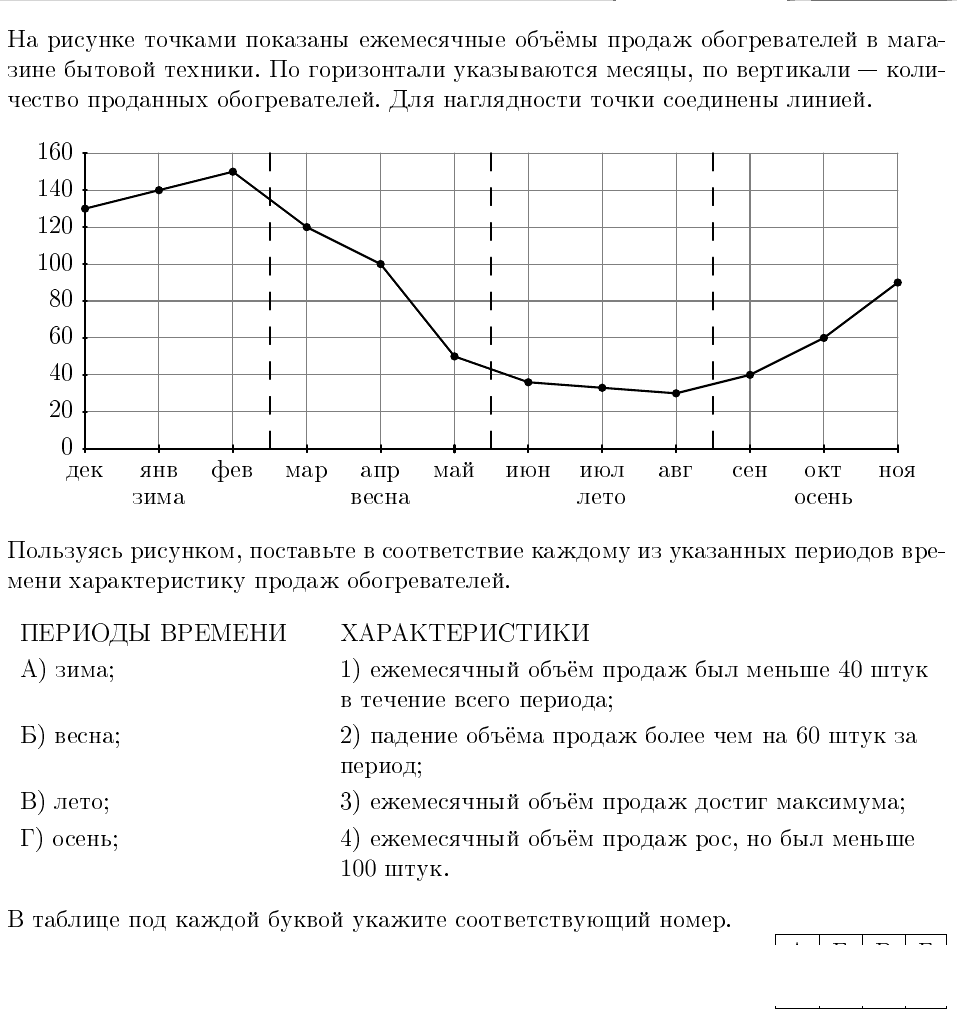 На рисунке точками показаны ежемесячные объёмы продаж обогревателей в мага-
зине бытовой техники. По горизонтали указываются месяцы, по вертикали — коли-
чество проданных обогревателей. Для наглядности точки соединены линией.
160
140
120
100
80
60
40
20
0
дек янв фев мар апр май июн июл авг сен окт ноя
зима весна лето осень
Пользуясь рисунком, поставьте в соответствие каждому из указанных периодов вре-
мени характеристику продаж обогревателей.
ПЕРИОДЫ ВРЕМЕНИ ХАРАКТЕРИСТИКИ
А) зима; 1) ежемесячный объём продаж был меньше 40 штук
в течение всего периода;
Б) весна; 2) падение объёма продаж более чем на 60 штук за
период;
В) лето; 3) ежемесячный объём продаж достиг максимума;
Г) осень; 4) ежемесячный объём продаж рос, но был меньше
100 штук.
В таблице под каждой буквой укажите соответствующий номер.